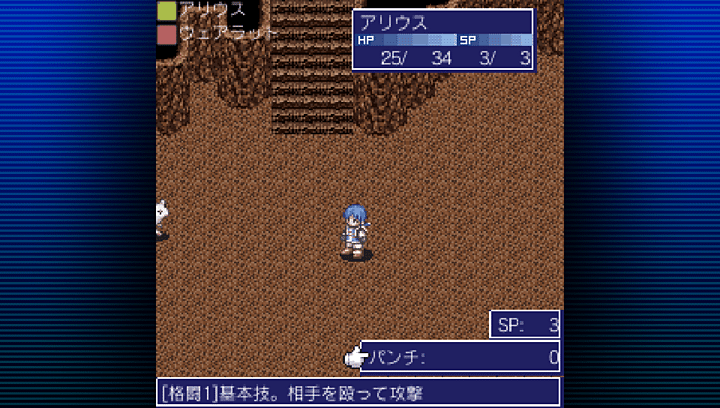 アリウス
ウェアラット
アリウス
HP SP
25/ 34 3/ 3
SP: 3
パンチ: 0
[格闘1]基本技。相手を殴って攻撃